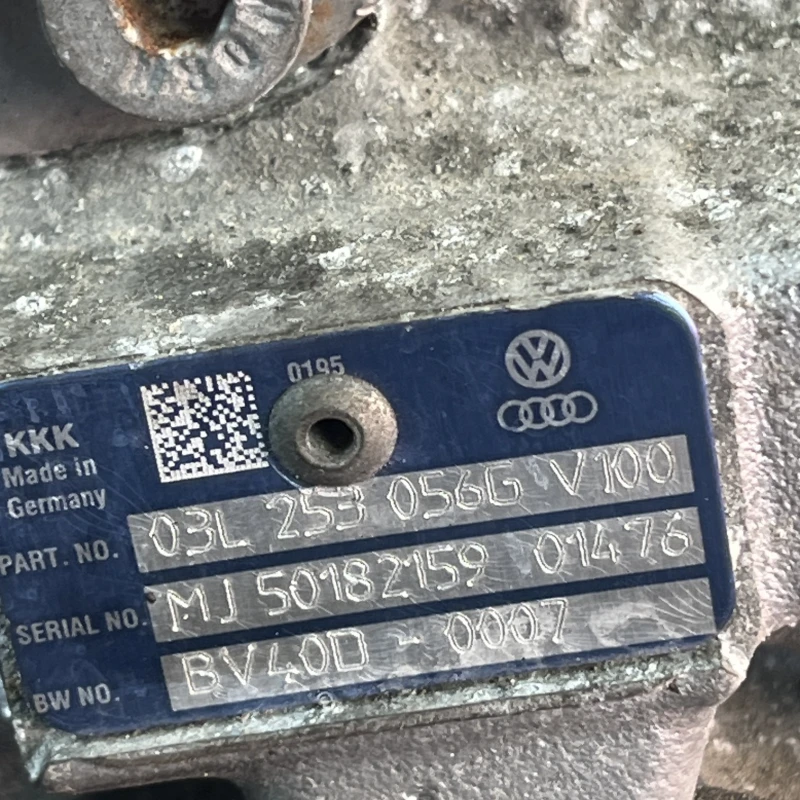 0195
KKK
Made in
Germany
PART. NO. 03L 253 056G V100
SERIAL NO. MJ 50182159 01476
BW NO. BV40D - 0007